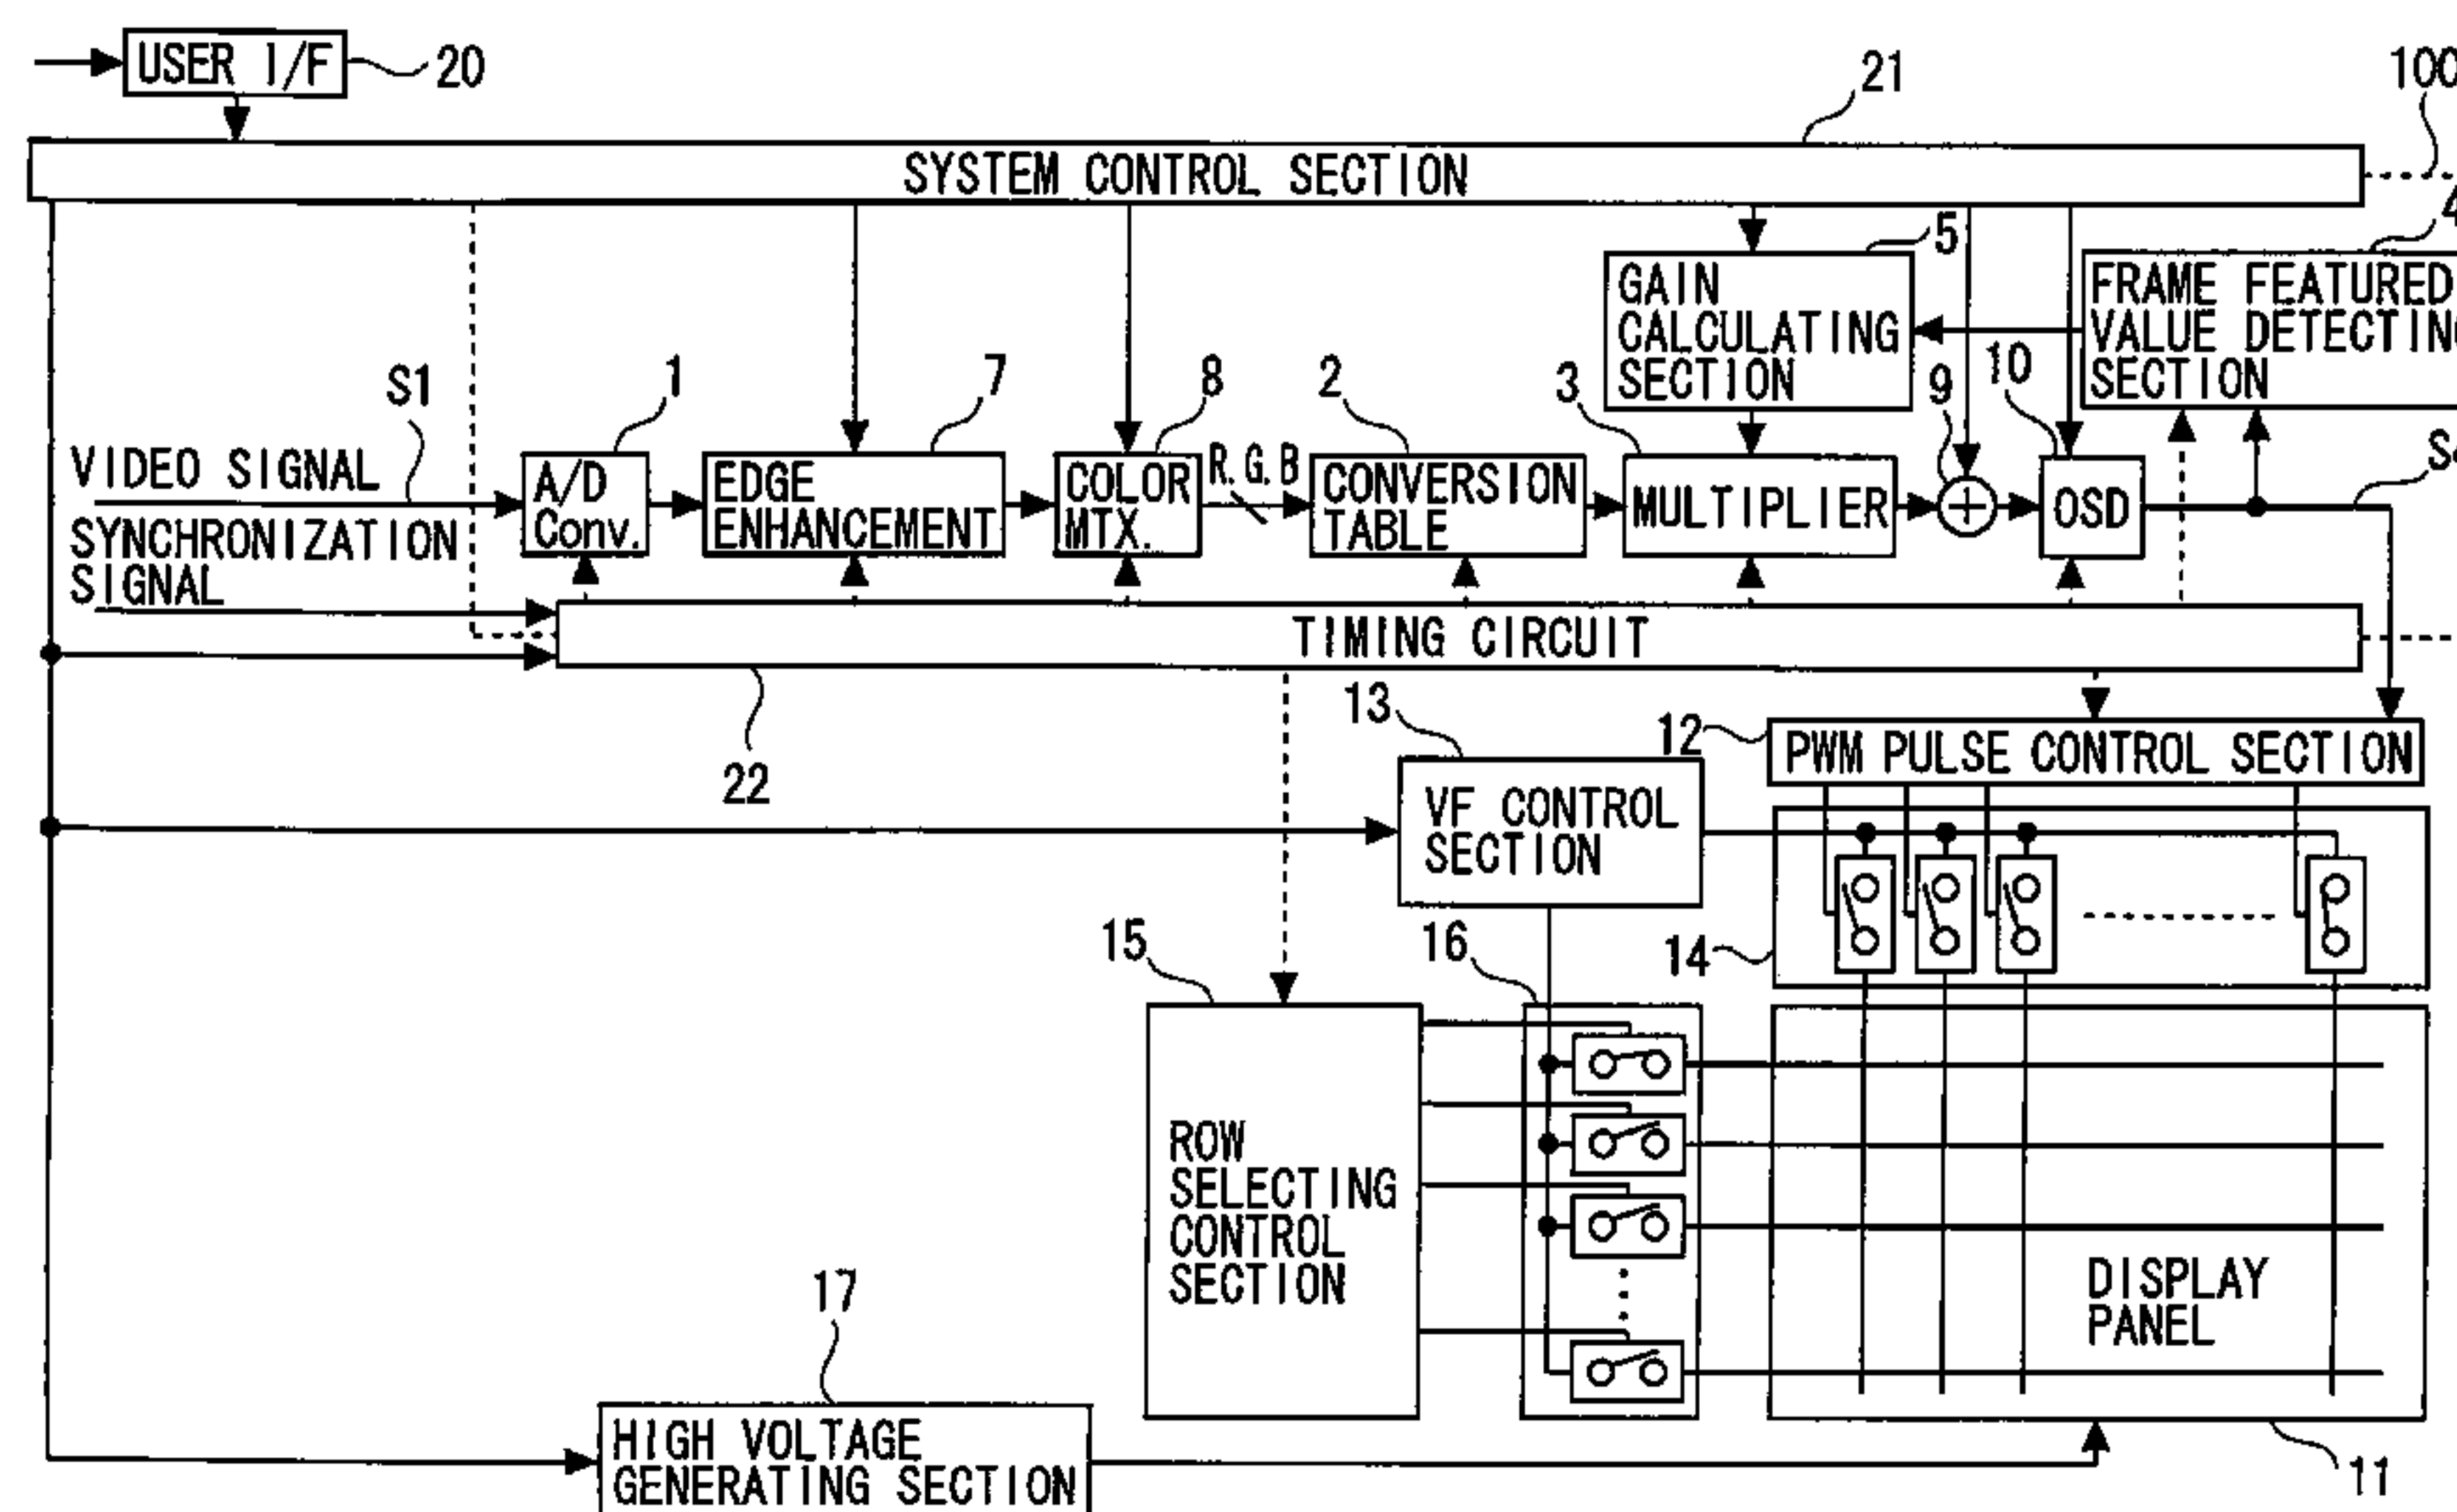 USER I/F
20
21
100
SYSTEM CONTROL SECTION
5
GAIN
CALCULATING
SECTION
4
FRAME FEATURED
VALUE DETECTING
SECTION
S1
1
7
8
2
3
9
10
VIDEO SIGNAL
A/D
Conv.
EDGE
ENHANCEMENT
COLOR
MTX.
R.G.B
CONVERSION
TABLE
MULTIPLIER
OSD
SYNCHRONIZATION
SIGNAL
TIMING CIRCUIT
22
13
12
PWM PULSE CONTROL SECTION
VF CONTROL
SECTION
14
15
16
ROW
SELECTING
CONTROL
SECTION
DISPLAY
PANEL
17
HIGH VOLTAGE
GENERATING SECTION
11